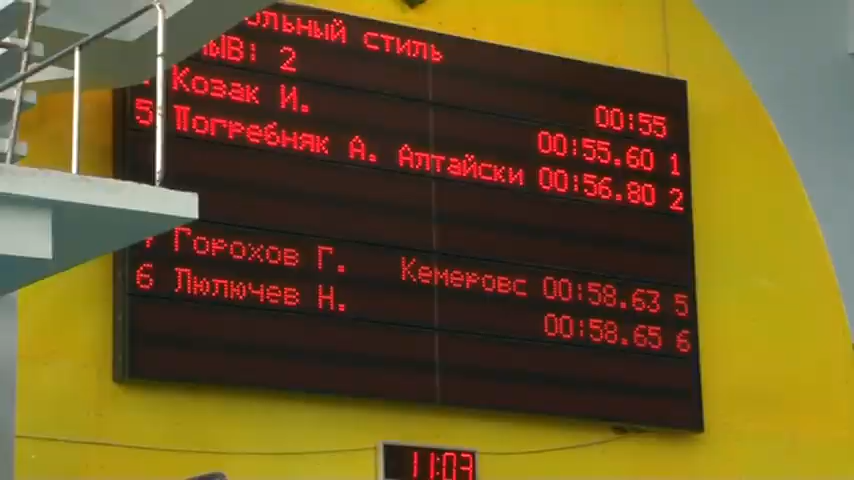 ольный стиль
ЫВ: 2
00:55
Козак И. 00:55.60 1
5 Погребняк А. Алтайски 00:56.80 2
Горохов Г. Кемеровс 00:58.63 5
6 Люлючев Н. 00:58.65 6
11:03